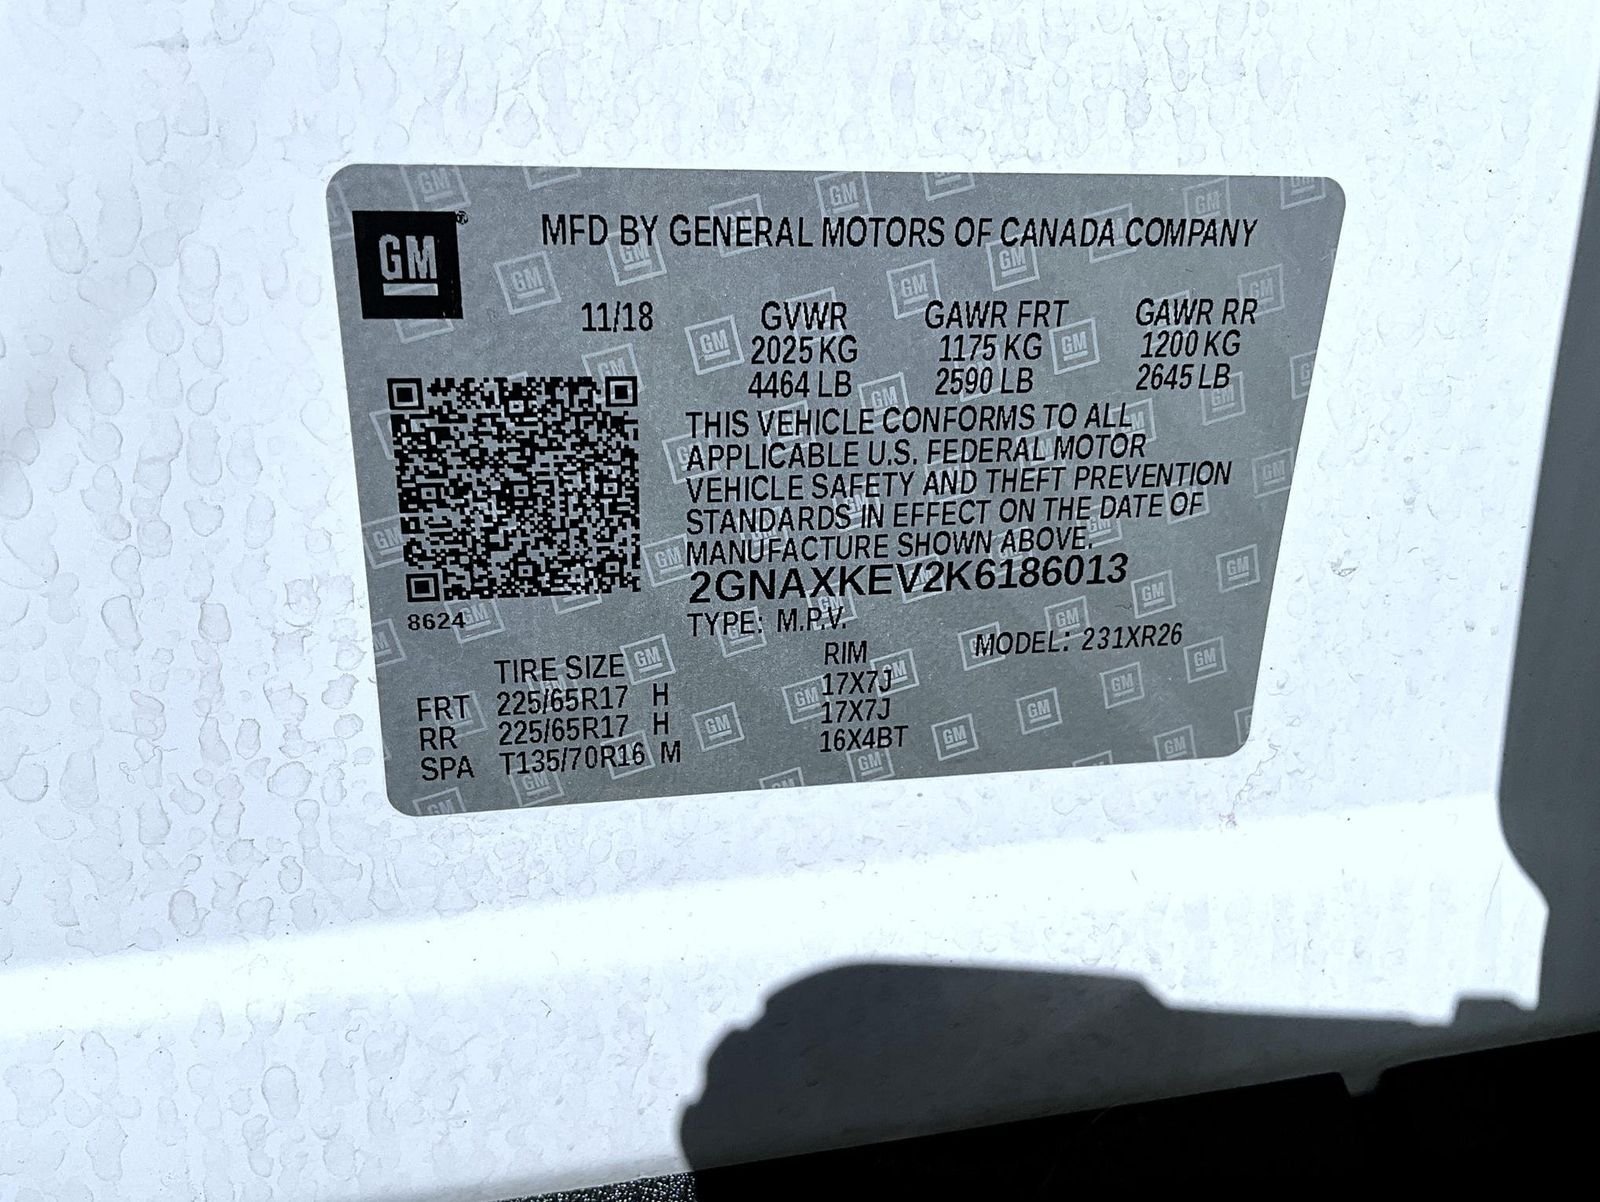 GM®
MFD BY GENERAL MOTORS OF CANADA COMPANY
11/18 GVWR GAWR FRT GAWR RR
2025 KG 1175 KG 1200 KG
4464 LB 2590 LB 2645 LB
THIS VEHICLE CONFORMS TO ALL
APPLICABLE U.S. FEDERAL MOTOR
VEHICLE SAFETY AND THEFT PREVENTION
STANDARDS IN EFFECT ON THE DATE OF
MANUFACTURE SHOWN ABOVE.
2GNAXKEV2K6186013
8624
TYPE: M.P.V. MODEL: 231XR26
TIRE SIZE RIM
FRT 225/65R17 H 17X7J
RR 225/65R17 H 17X7J
SPA T135/70R16 M 16X4BT